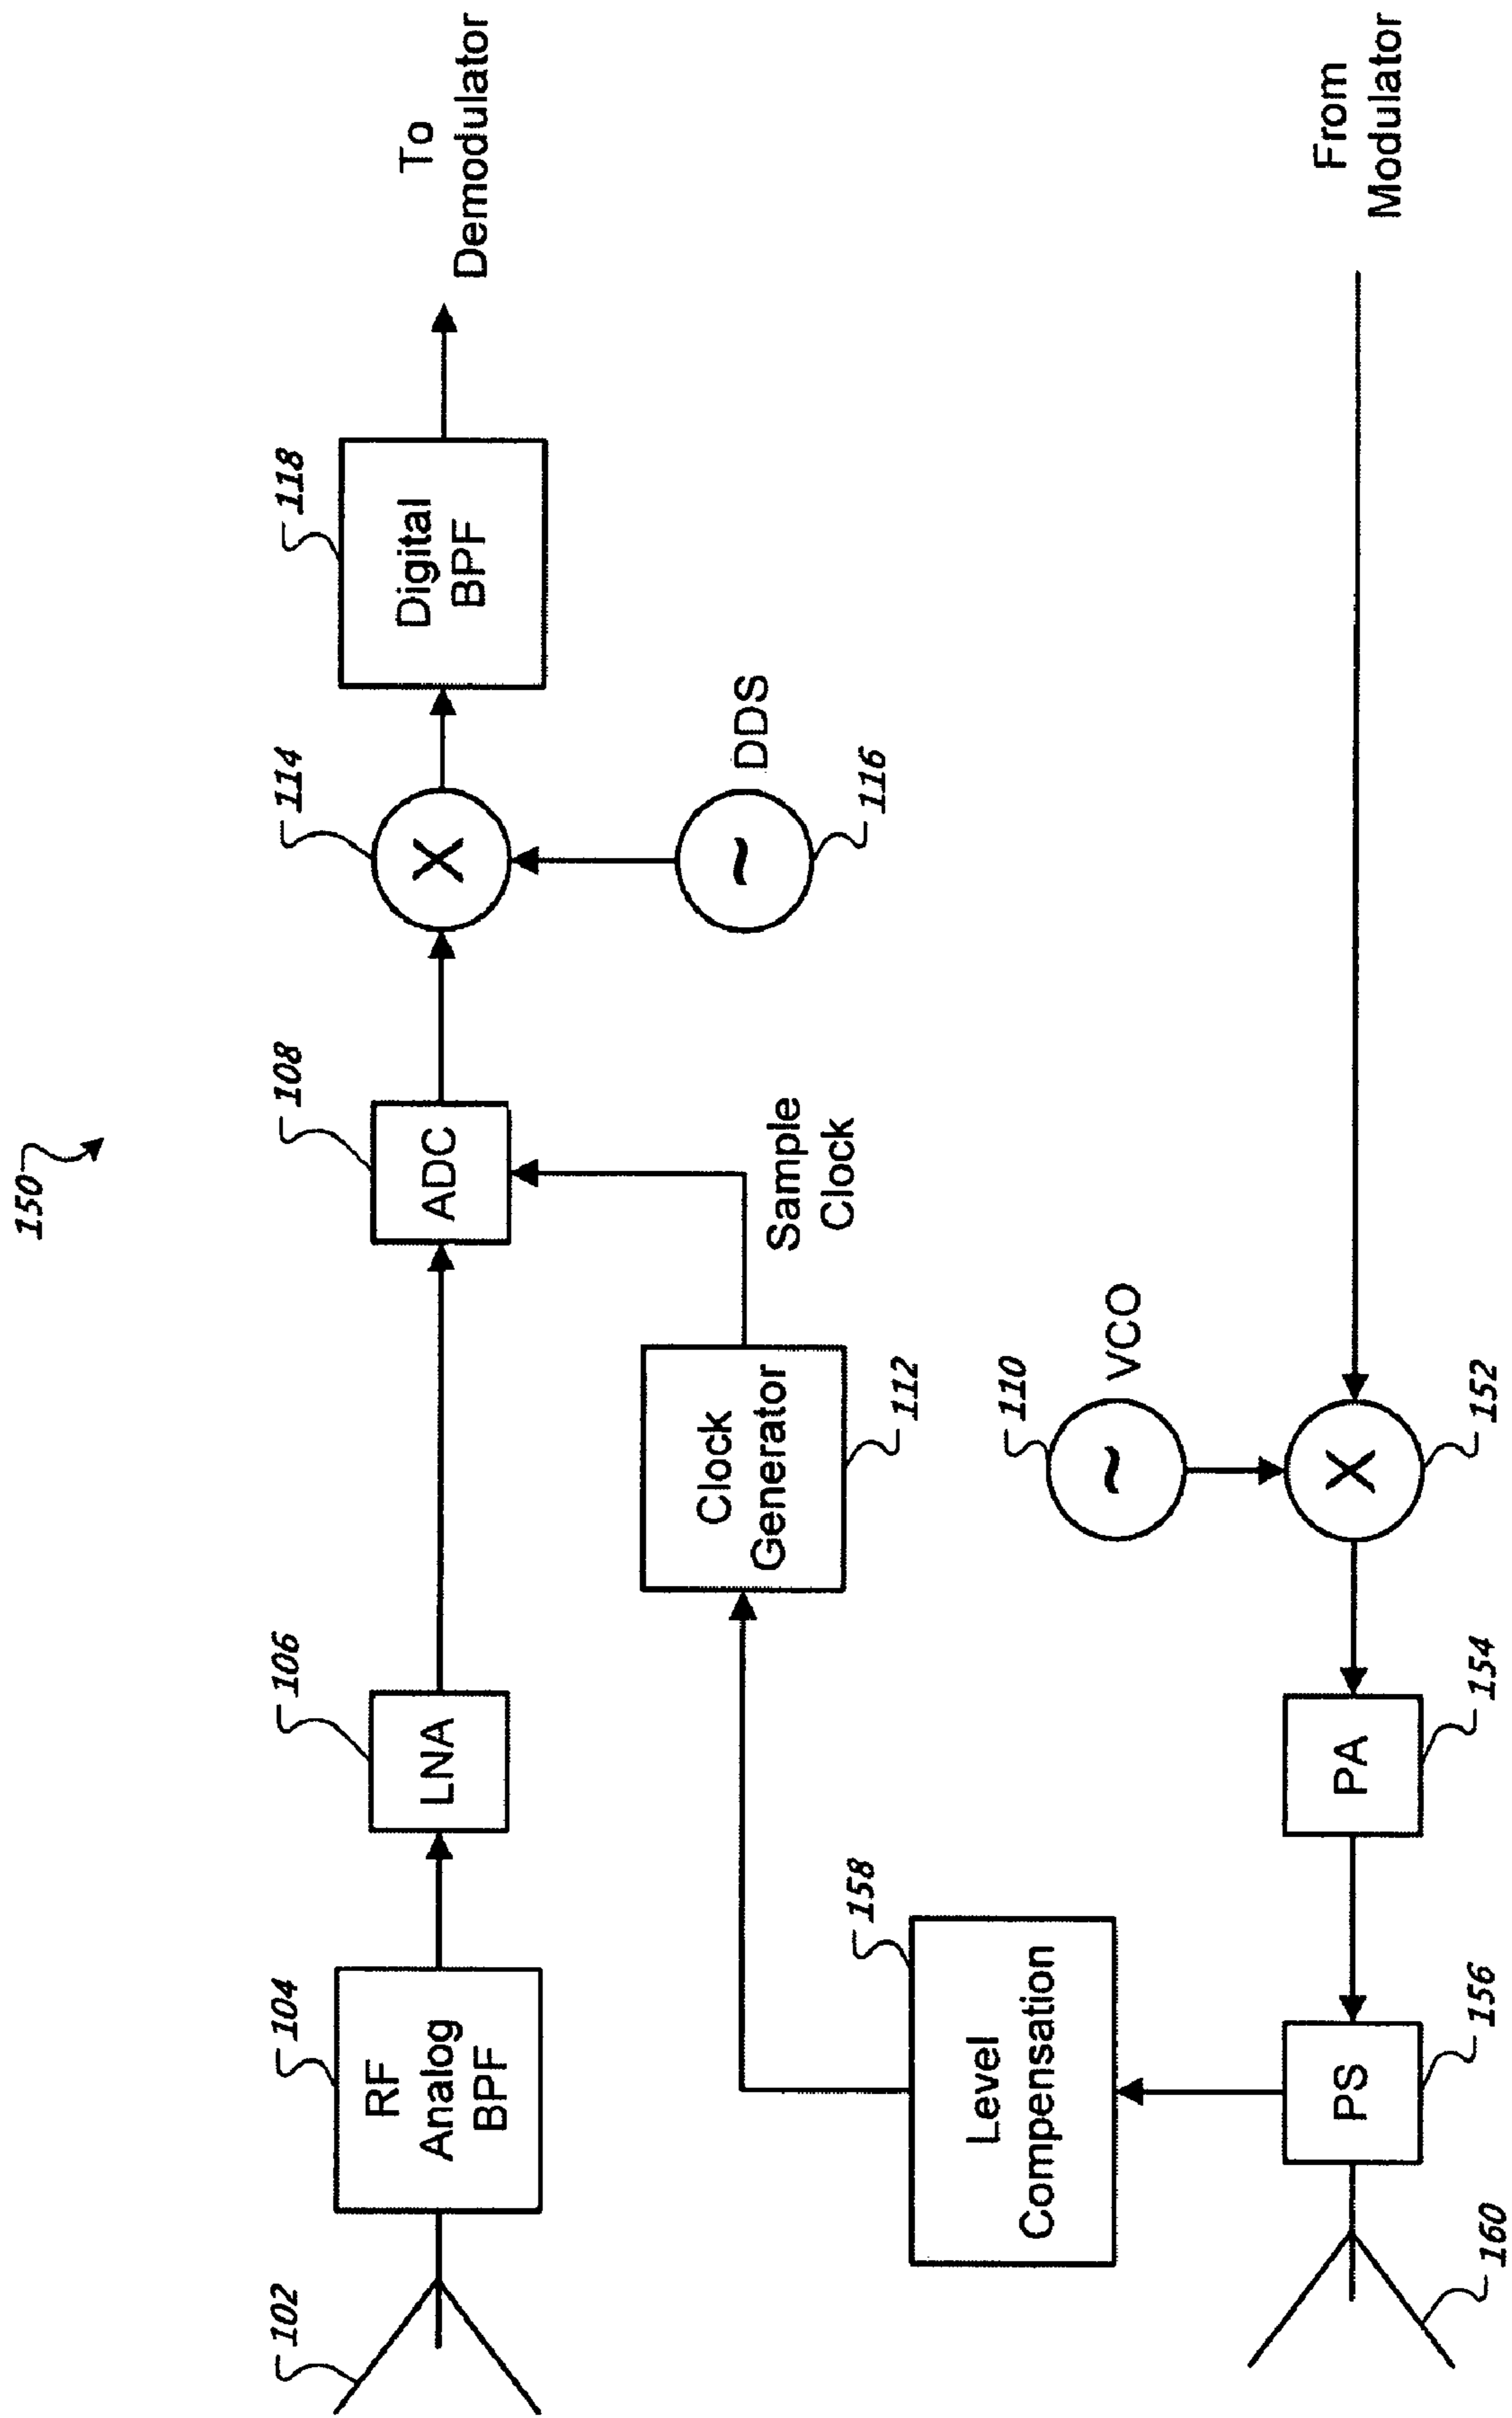 150
102
104
106
108
114
118
RF
Analog
BPF
LNA
ADC
X
Digital
BPF
To
Demodulator
~
DDS
116
Clock
Generator
112
Sample
Clock
158
Level
Compensation
110
~
VCO
PS
156
PA
154
X
152
160
From
Modulator